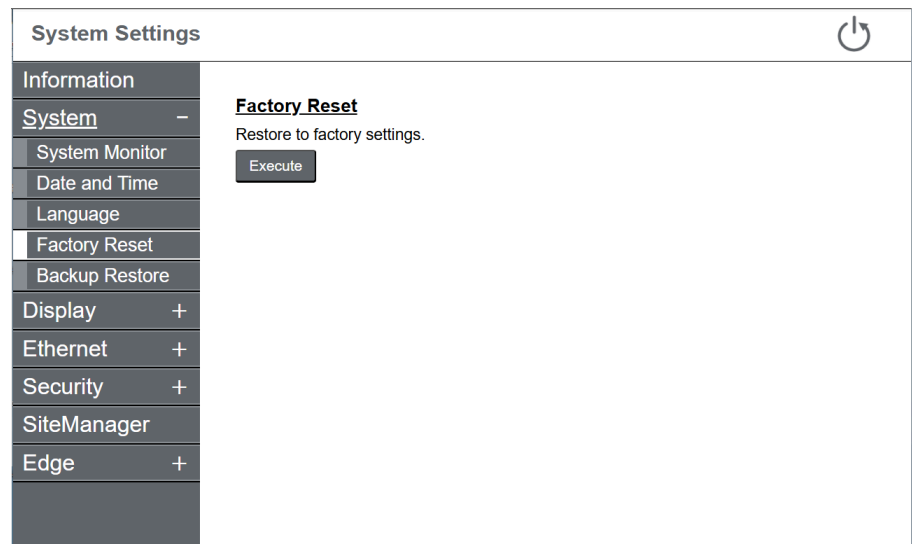 System Settings
Information
System −
System Monitor
Date and Time
Language
Factory Reset
Backup Restore
Display +
Ethernet +
Security +
SiteManager
Edge +
Factory Reset
Restore to factory settings.
Execute